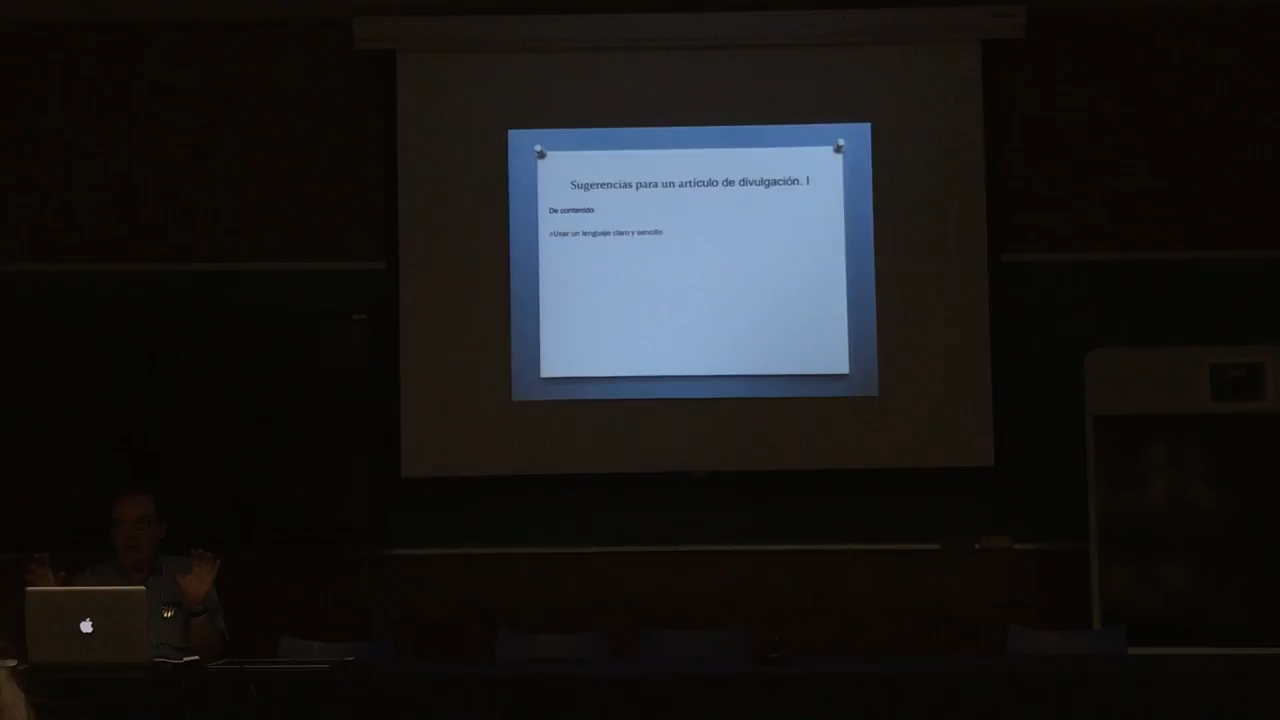 Sugerencias para un artículo de divulgación. I
De contenido
Usar un lenguaje claro y sencillo